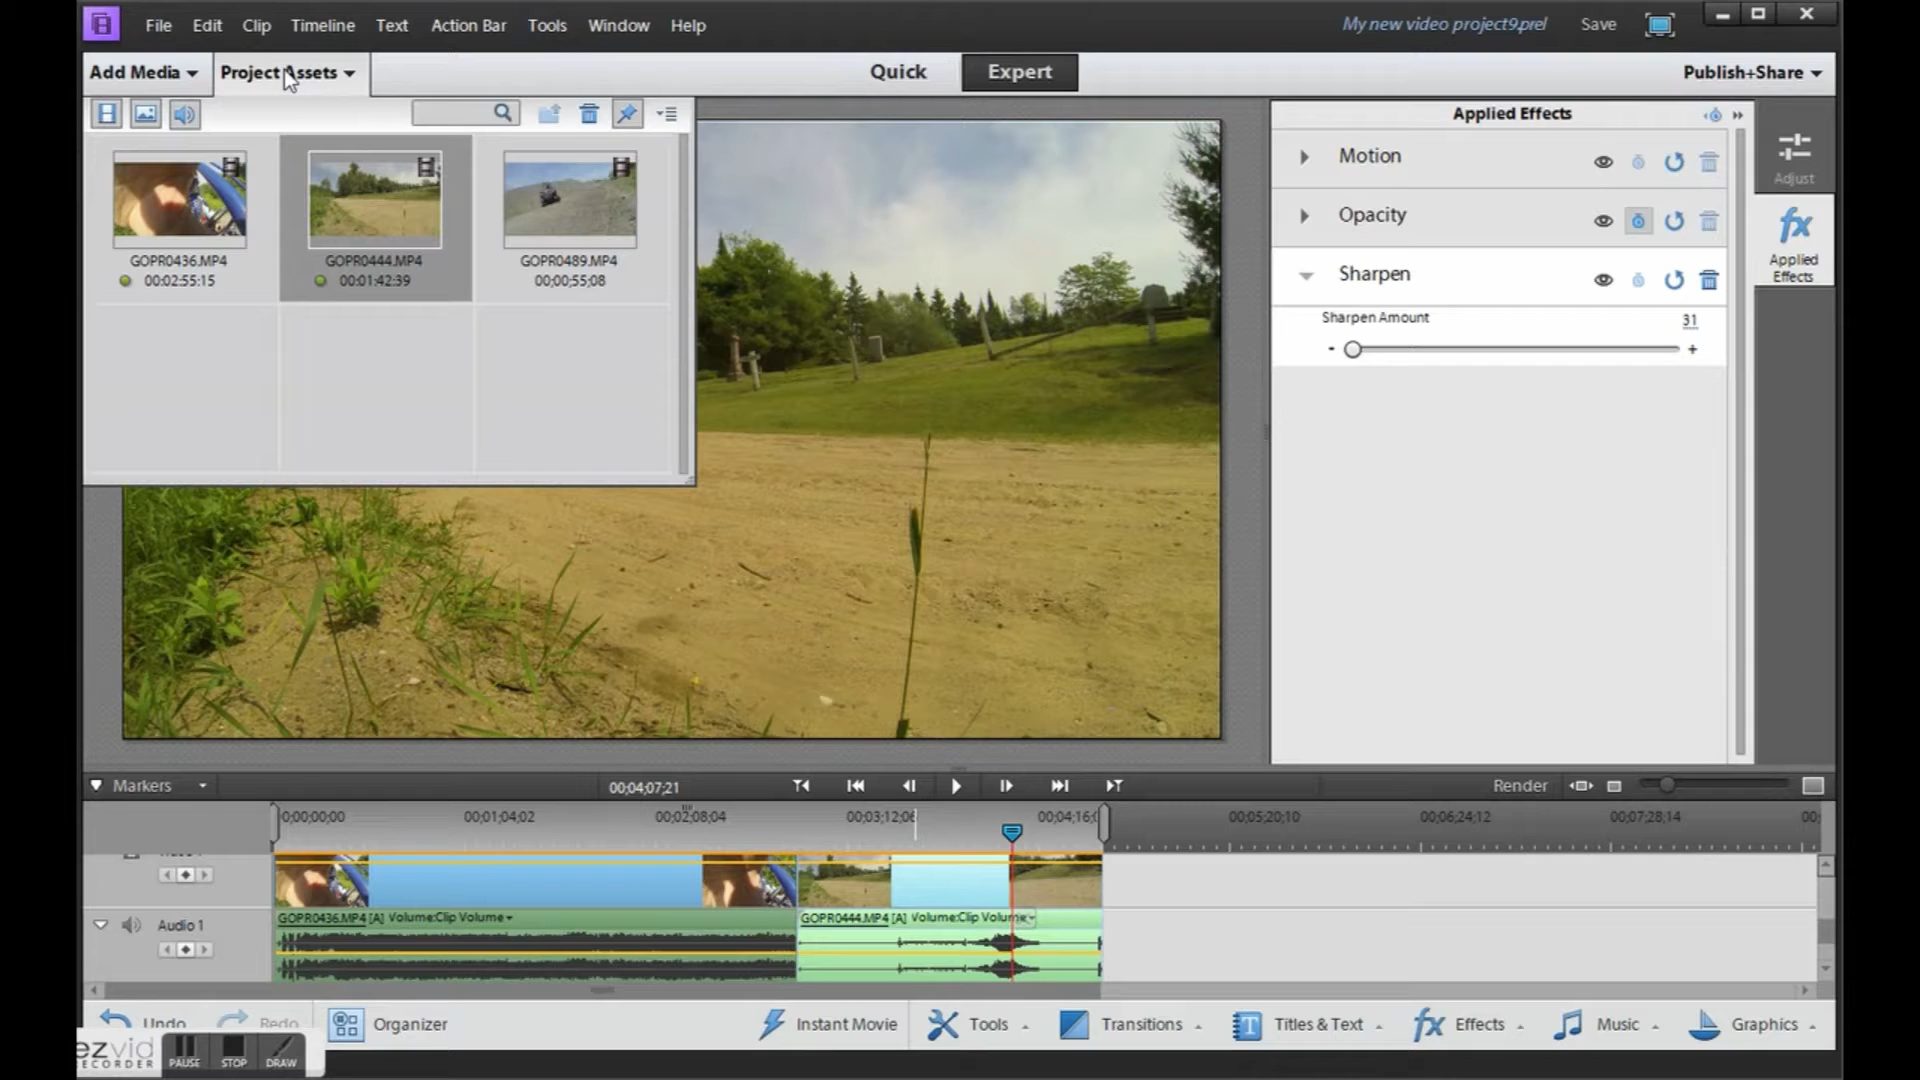 File Edit Clip Timeline Text Action Bar Tools Window Help
My new video project9.prel Save
Add Media Project Assets
Quick Expert
Publish+Share
Applied Effects
Adjust
Applied
Effects
Motion
Opacity
Sharpen
Sharpen Amount 31
- +
GOPR0436.MP4 GOPR0444.MP4 GOPR0489.MP4
00:02:55:15 00:01:42:39 00;00;55;08
Markers 00;04;07;21 Render
0;00;00;00 00;01;04;02 00;02;08;04 00;03;12;06 00;04;16;0 00;05;20;10 00;06;24;12 00;07;28;14 00;
GOPR0436.MP4 [A] Volume:Clip Volume GOPR0444.MP4 [A] Volume:Clip Volume
Audio 1
Undo Redo Organizer Instant Movie Tools Transitions Titles & Text Effects Music Graphics
ezvid
RECORDER
PAUSE STOP DRAW